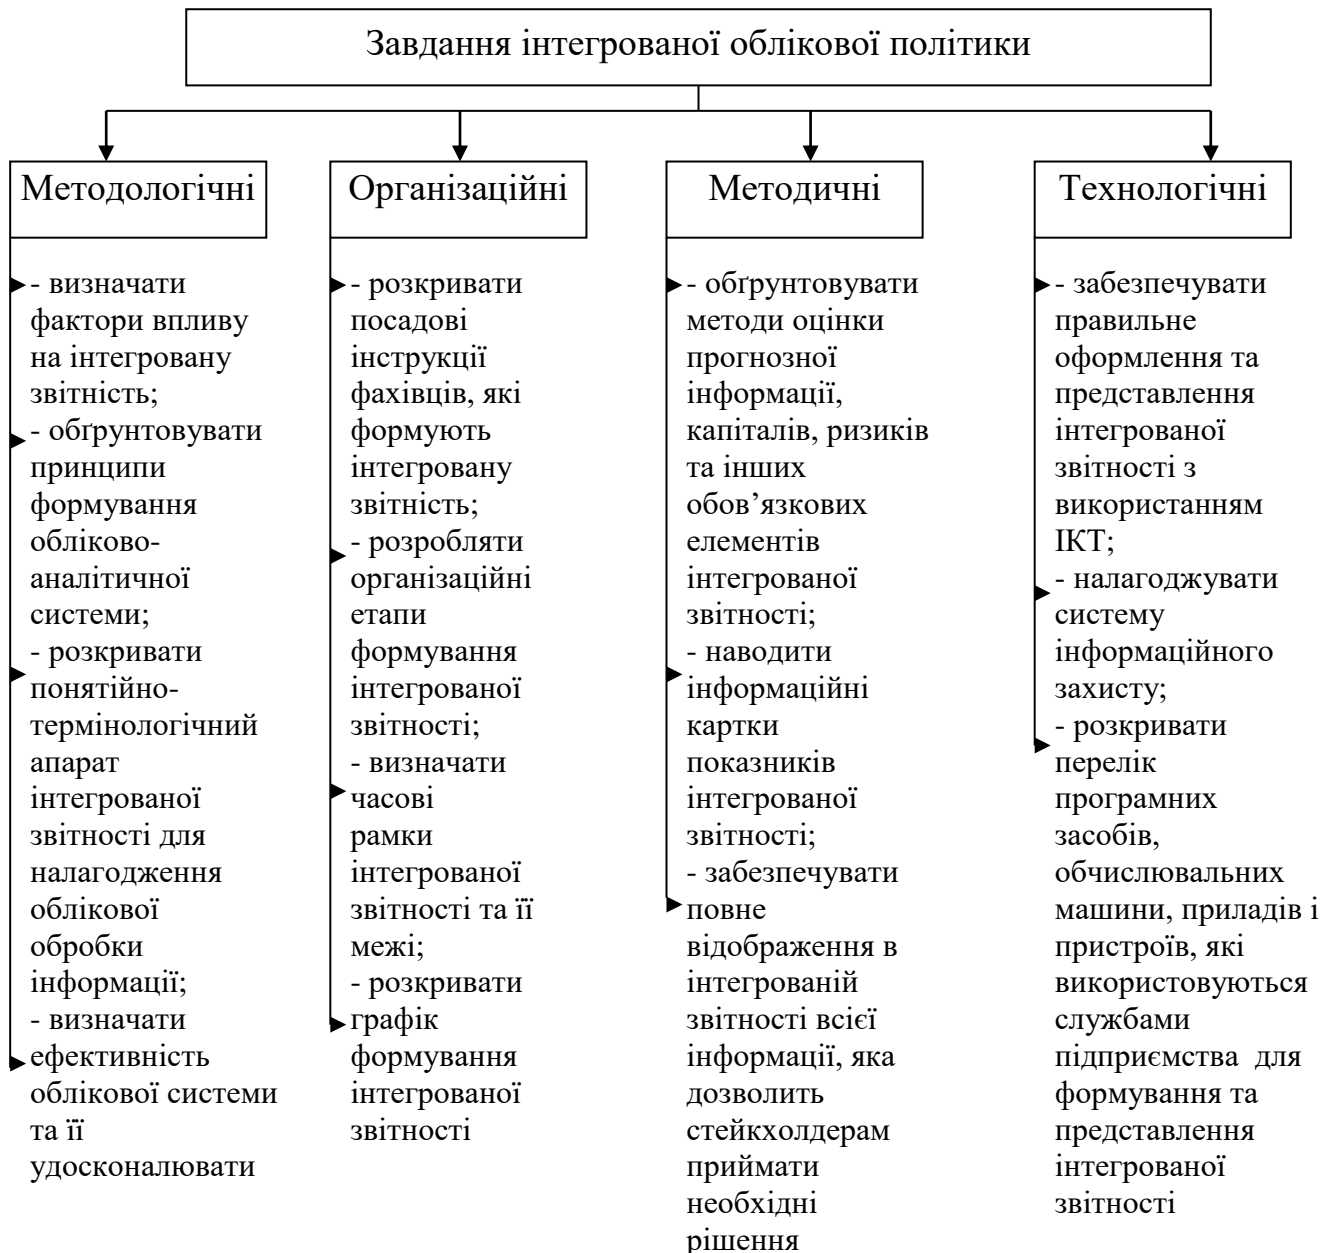 Завдання інтегрованої облікової політики
Методологічні
- визначати
фактори впливу
на інтегровану
звітність;
- обґрунтовувати
принципи
формування
обліково-
аналітичної
системи;
- розкривати
понятійно-
термінологічний
апарат
інтегрованої
звітності для
налагодження
облікової
обробки
інформації;
- визначати
ефективність
облікової системи
та її
удосконалювати
Організаційні
- розкривати
посадові
інструкції
фахівців, які
формують
інтегровану
звітність;
- розробляти
організаційні
етапи
формування
інтегрованої
звітності;
- визначати
часові
рамки
інтегрованої
звітності та її
межі;
- розкривати
графік
формування
інтегрованої
звітності
Методичні
- обґрунтовувати
методи оцінки
прогнозної
інформації,
капіталів, ризиків
та інших
обов’язкових
елементів
інтегрованої
звітності;
- наводити
інформаційні
картки
показників
інтегрованої
звітності;
- забезпечувати
повне
відображення в
інтегрованій
звітності всієї
інформації, яка
дозволить
стейкхолдерам
приймати
необхідні
рішення
Технологічні
- забезпечувати
правильне
оформлення та
представлення
інтегрованої
звітності з
використанням
ІКТ;
- налагоджувати
систему
інформаційного
захисту;
- розкривати
перелік
програмних
засобів,
обчислювальних
машини, приладів і
пристроїв, які
використовуються
службами
підприємства для
формування та
представлення
інтегрованої
звітності